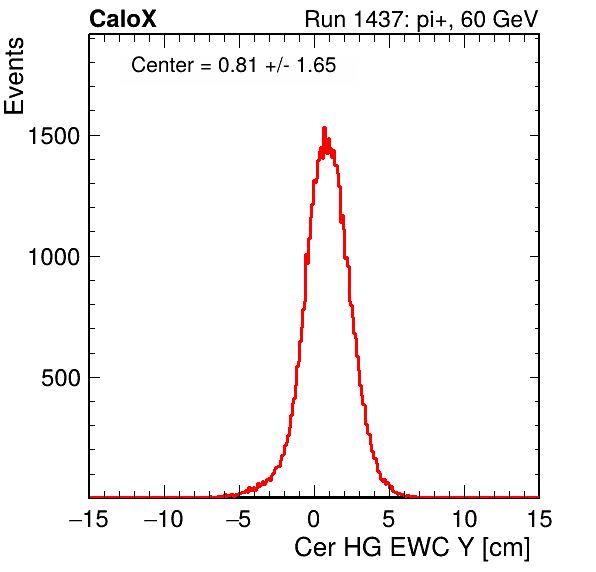 CaloX Run 1437: pi+, 60 GeV
Events
Center = 0.81 +/- 1.65
1500
1000
500
−15 −10 −5 0 5 10 15
Cer HG EWC Y [cm]